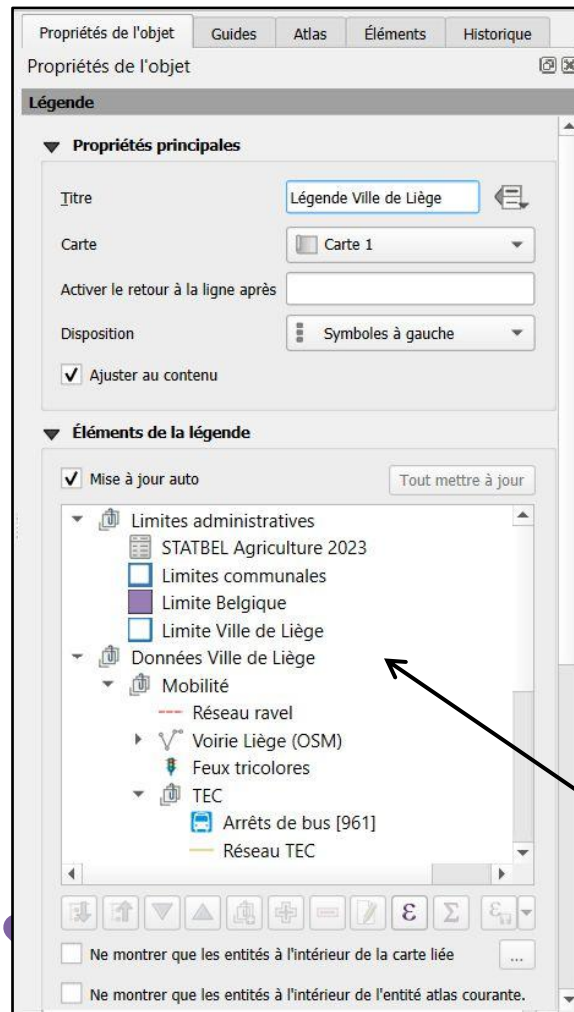 Propriétés de l'objet Guides Atlas Éléments Historique
Propriétés de l'objet
Légende
Propriétés principales
Titre Légende Ville de Liège
Carte Carte 1
Activer le retour à la ligne après
Disposition Symboles à gauche
Ajuster au contenu
Éléments de la légende
Mise à jour auto Tout mettre à jour
Limites administratives
STATBEL Agriculture 2023
Limites communales
Limite Belgique
Limite Ville de Liège
Données Ville de Liège
Mobilité
Réseau ravel
Voirie Liège (OSM)
Feux tricolores
TEC
Arrêts de bus [961]
Réseau TEC
ε Σ ε
Ne montrer que les entités à l'intérieur de la carte liée ...
Ne montrer que les entités à l'intérieur de l'entité atlas courante.